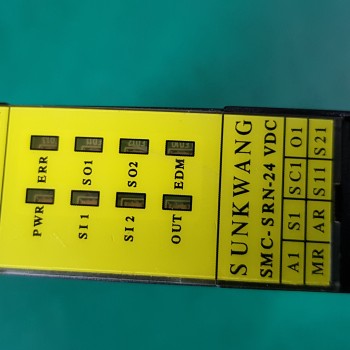 PWR ERR
SI1 SO1
SI2 SO2
OUT EDM
SUNKWANG
SMC-SRN-24 VDC
A1 S1 SC1 O1
MR AR S11 S21